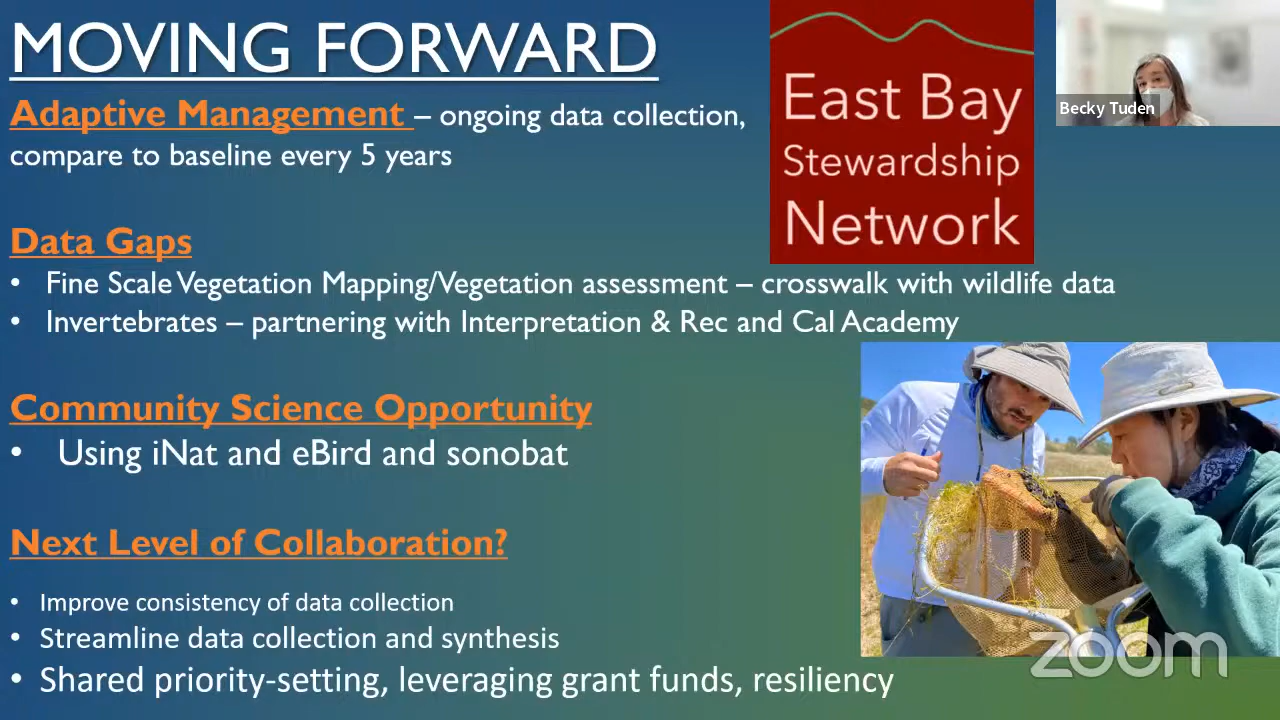 MOVING FORWARD
Adaptive Management – ongoing data collection,
compare to baseline every 5 years
Data Gaps
• Fine Scale Vegetation Mapping/Vegetation assessment – crosswalk with wildlife data
• Invertebrates – partnering with Interpretation & Rec and Cal Academy
Community Science Opportunity
• Using iNat and eBird and sonobat
Next Level of Collaboration?
• Improve consistency of data collection
• Streamline data collection and synthesis
• Shared priority-setting, leveraging grant funds, resiliency
East Bay
Stewardship
Network
Becky Tuden
zoom